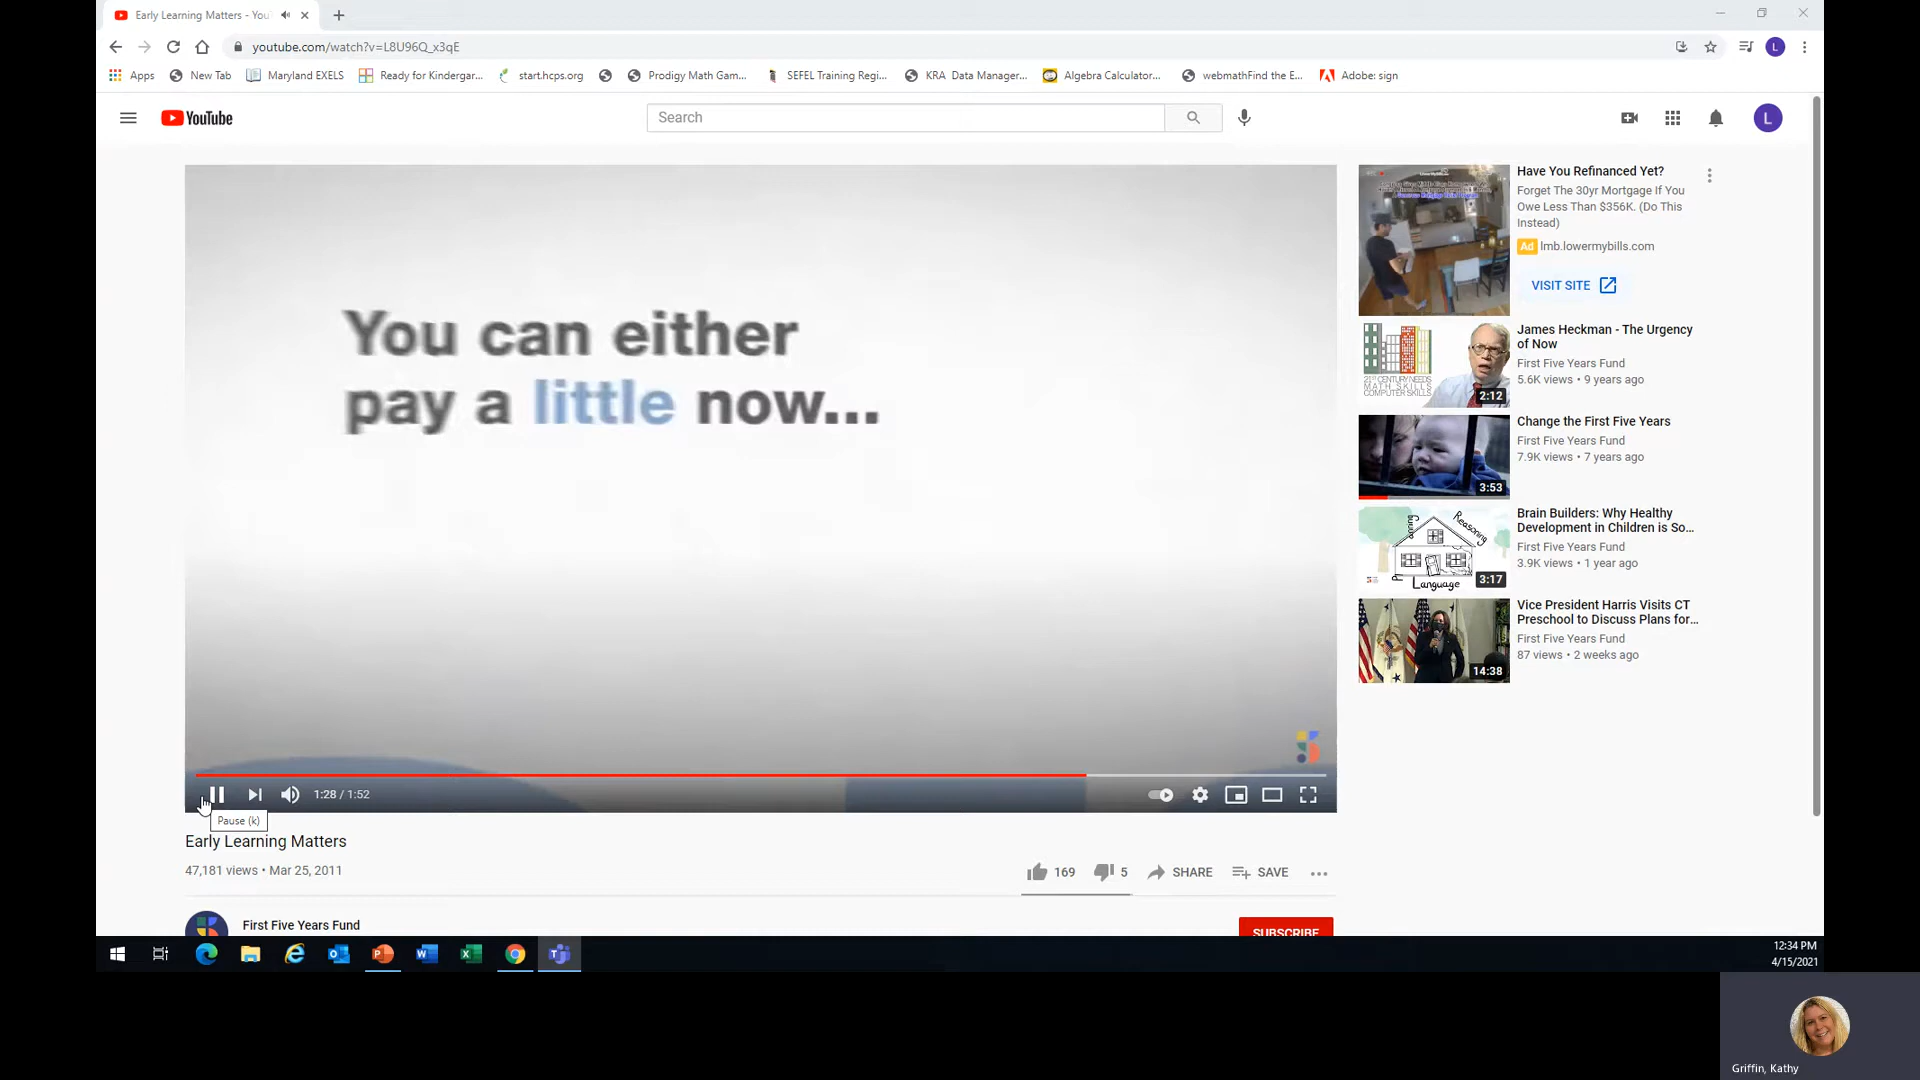 Early Learning Matters - You
youtube.com/watch?v=L8U96Q_x3qE
Apps
New Tab
Maryland EXELS
Ready for Kindergar...
start.hcps.org
Prodigy Math Gam...
SEFEL Training Regi...
KRA Data Manager...
Algebra Calculator...
webmathFind the E...
Adobe: sign
YouTube
Search
L
L
You can either
pay a little now...
1:28 / 1:52
Pause (k)
Early Learning Matters
47,181 views • Mar 25, 2011
169
5
SHARE
SAVE
First Five Years Fund
SUBSCRIBE
Have You Refinanced Yet?
Forget The 30yr Mortgage If You
Owe Less Than $356K. (Do This
Instead)
Ad lmb.lowermybills.com
VISIT SITE
James Heckman - The Urgency
of Now
First Five Years Fund
5.6K views • 9 years ago
21ST CENTURY NEEDS
MATH SKILLS
COMPUTER SKILLS
2:12
Change the First Five Years
First Five Years Fund
7.9K views • 7 years ago
3:53
Brain Builders: Why Healthy
Development in Children is So...
First Five Years Fund
3.9K views • 1 year ago
Reasoning
Language
3:17
Vice President Harris Visits CT
Preschool to Discuss Plans for...
First Five Years Fund
87 views • 2 weeks ago
14:38
12:34 PM
4/15/2021
Griffin, Kathy